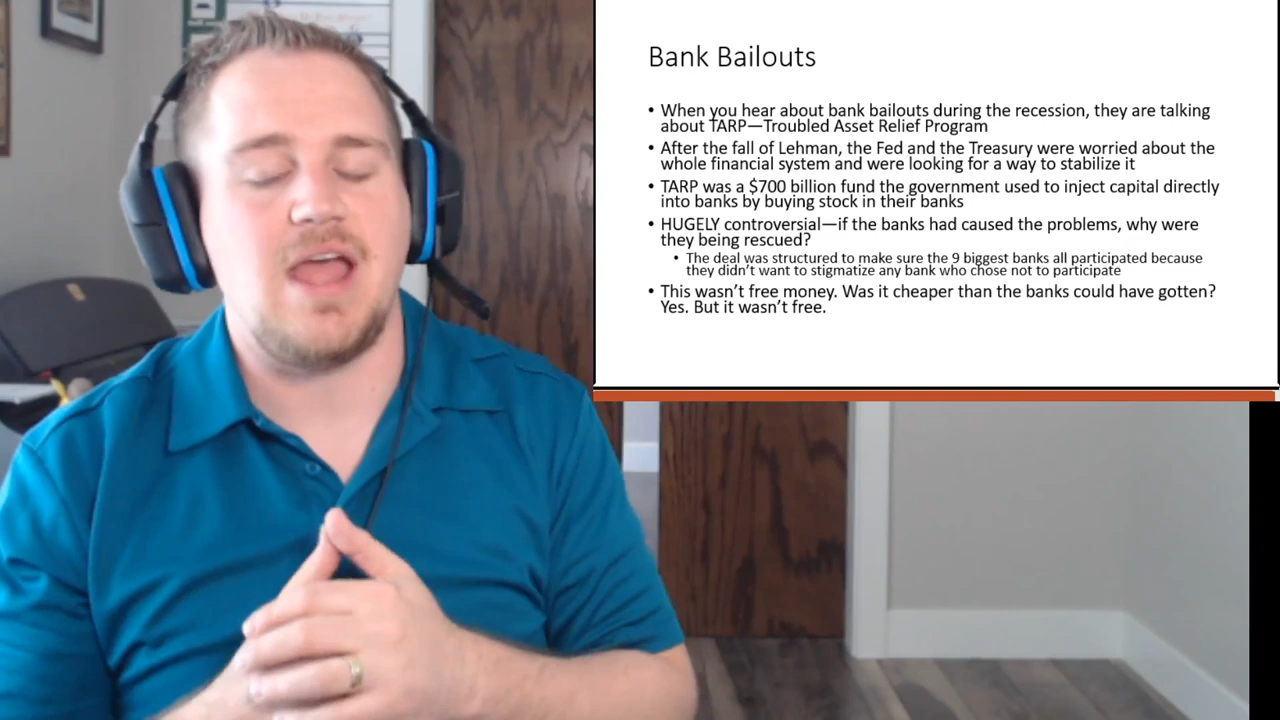 Bank Bailouts
• When you hear about bank bailouts during the recession, they are talking
about TARP—Troubled Asset Relief Program
• After the fall of Lehman, the Fed and the Treasury were worried about the
whole financial system and were looking for a way to stabilize it
• TARP was a $700 billion fund the government used to inject capital directly
into banks by buying stock in their banks
• HUGELY controversial—if the banks had caused the problems, why were
they being rescued?
• The deal was structured to make sure the 9 biggest banks all participated because
they didn't want to stigmatize any bank who chose not to participate
• This wasn't free money. Was it cheaper than the banks could have gotten?
Yes. But it wasn't free.